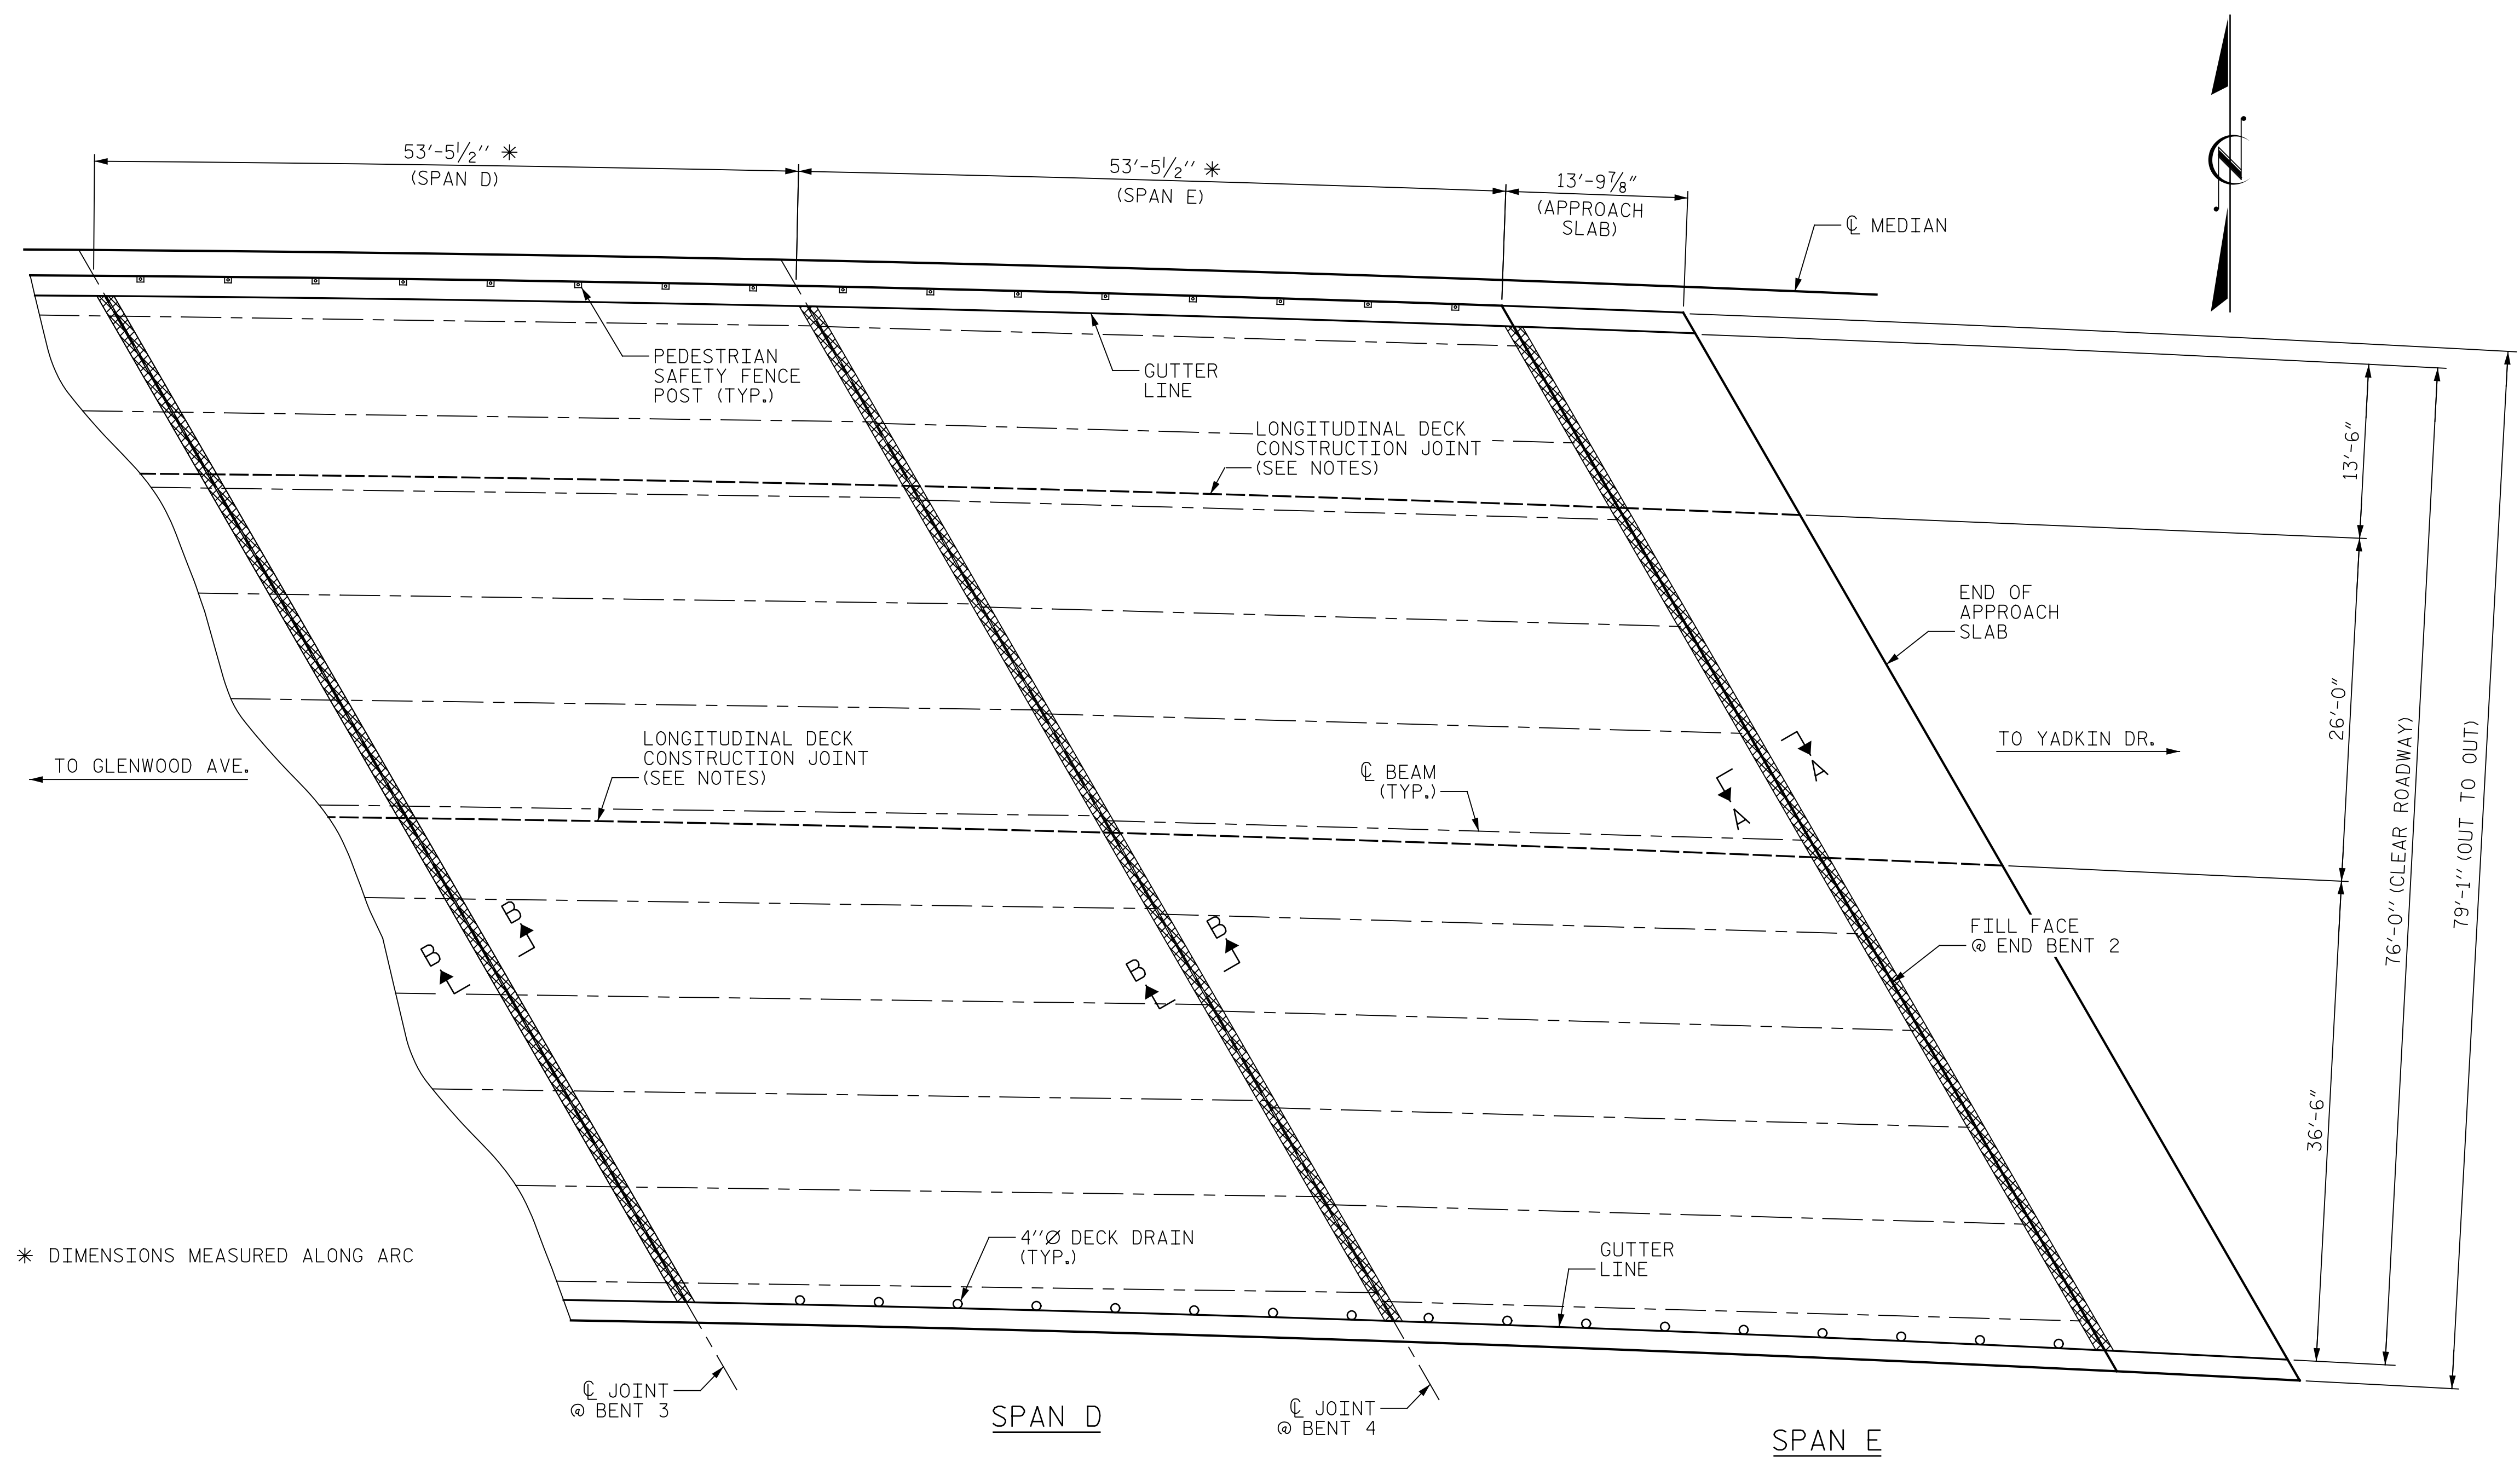 53'-5½'' ✳
(SPAN D)
53'-5½'' ✳
(SPAN E)
13'-9⅞"
(APPROACH
SLAB)
℄ MEDIAN
N
PEDESTRIAN
SAFETY FENCE
POST (TYP.)
GUTTER
LINE
LONGITUDINAL DECK
CONSTRUCTION JOINT
(SEE NOTES)
13'-6"
END OF
APPROACH
SLAB
26'-0"
76'-0'' (CLEAR ROADWAY)
79'-1'' (OUT TO OUT)
TO GLENWOOD AVE.
LONGITUDINAL DECK
CONSTRUCTION JOINT
(SEE NOTES)
℄ BEAM
(TYP.)
A
A
TO YADKIN DR.
B
B
B
B
FILL FACE
@ END BENT 2
36'-6"
✳ DIMENSIONS MEASURED ALONG ARC
4''Ø DECK DRAIN
(TYP.)
GUTTER
LINE
℄ JOINT
@ BENT 3
SPAN D
℄ JOINT
@ BENT 4
SPAN E